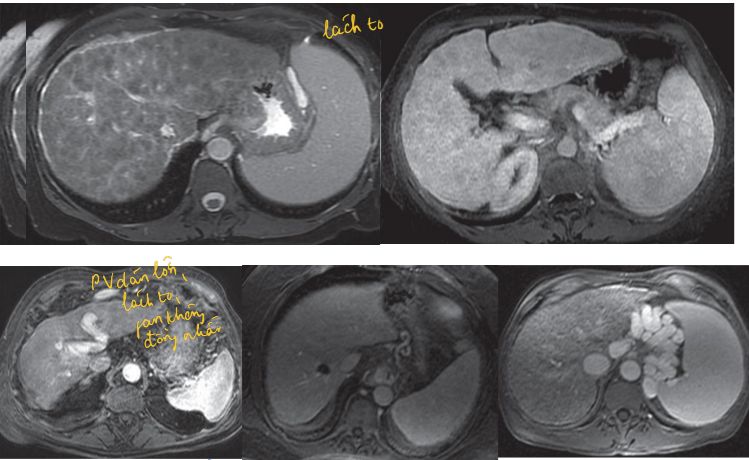 lách to
PV dãn lớn,
lách to,
gan không
đồng nhất